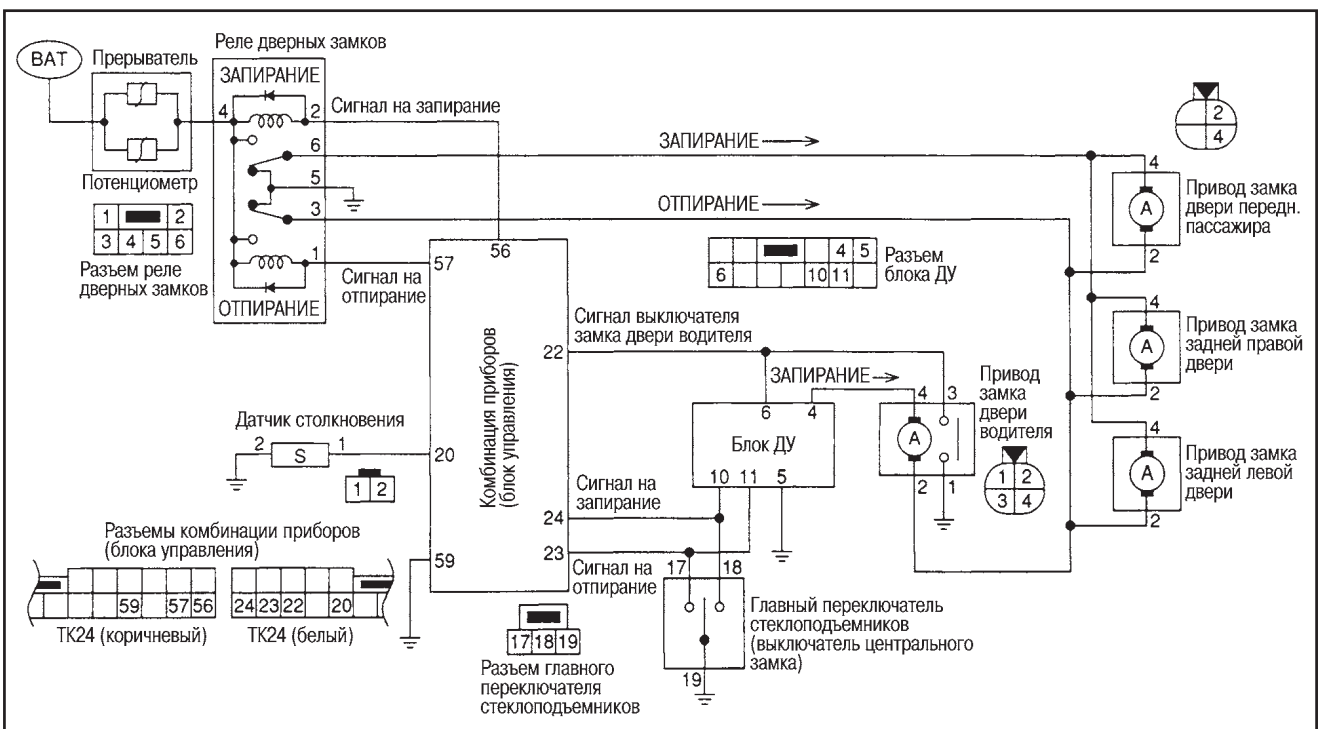 BAT
Прерыватель
Потенциометр
Реле дверных замков
ЗАПИРАНИЕ
4
2
6
5
3
1
ОТПИРАНИЕ
1 2
3 4 5 6
Разъем реле
дверных замков
Сигнал на запирание
Сигнал на
отпирание
ЗАПИРАНИЕ
ОТПИРАНИЕ
57
56
22
20
24
23
59
Комбинация приборов
(блок управления)
4 5
6 10 11
Разъем
блока ДУ
Сигнал выключателя
замка двери водителя
ЗАПИРАНИЕ
6 4
Блок ДУ
10 11 5
4 3
A
2 1
Привод
замка
двери
водителя
1 2
3 4
2
4
4
A
2
Привод замка
двери передн.
пассажира
4
A
2
Привод замка
задней правой
двери
4
A
2
Привод замка
задней левой
двери
Датчик столкновения
2 S 1
1 2
Сигнал на
запирание
Сигнал на
отпирание
17 18
19
Главный переключатель
стеклоподъемников
(выключатель центрального
замка)
Разъемы комбинации приборов
(блока управления)
59 57 56
24 23 22 20
ТК24 (коричневый)
ТК24 (белый)
17 18 19
Разъем главного
переключателя
стеклоподъемников